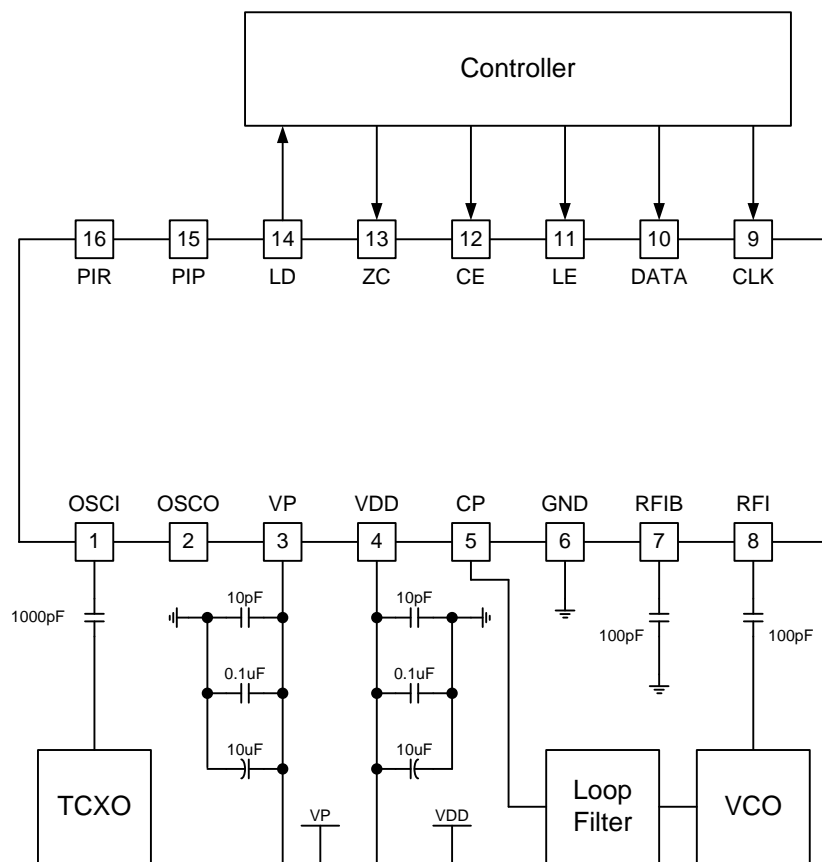 Controller
16 15 14 13 12 11 10 9
PIR PIP LD ZC CE LE DATA CLK
OSCI OSCO VP VDD CP GND RFIB RFI
1 2 3 4 5 6 7 8
10pF 10pF
1000pF 100pF 100pF
0.1uF 0.1uF
10uF 10uF
TCXO Loop VCO
Filter
VP VDD